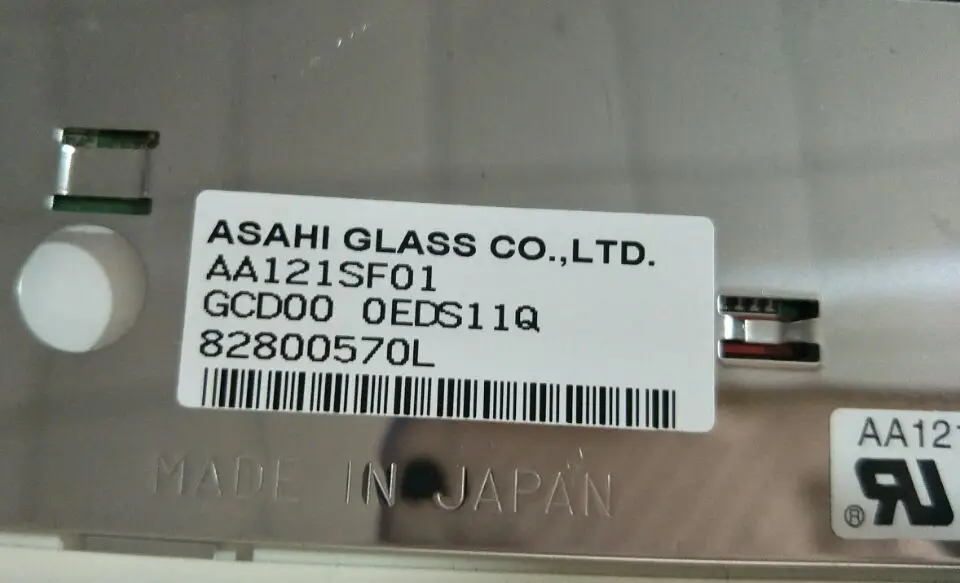 ASAHI GLASS CO.,LTD.
AA121SF01
GCD00 0EDS11Q
82800570L
MADE IN JAPAN
AA121
®